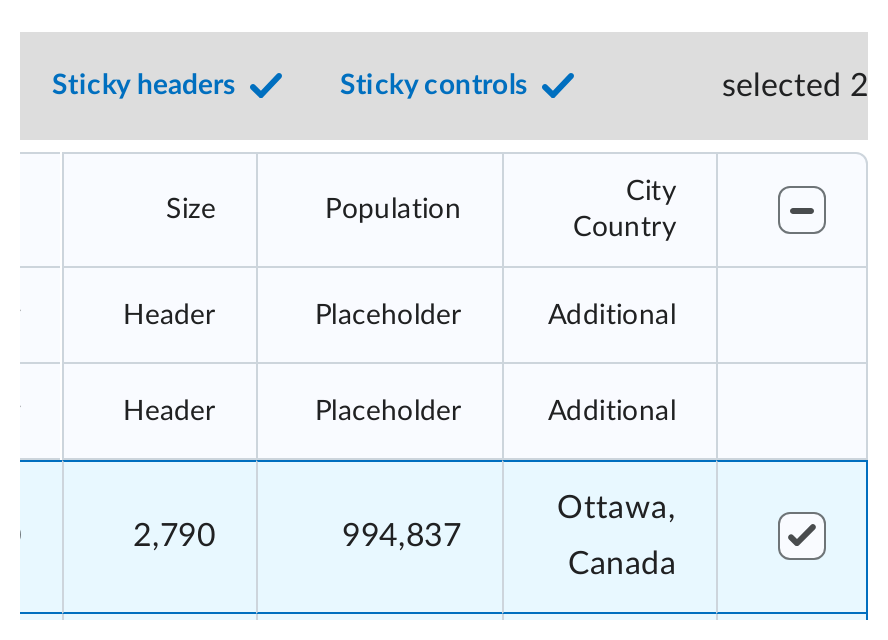 Sticky headers Sticky controls selected 2
Size Population City
Country
Header Placeholder Additional
Header Placeholder Additional
2,790 994,837 Ottawa,
Canada